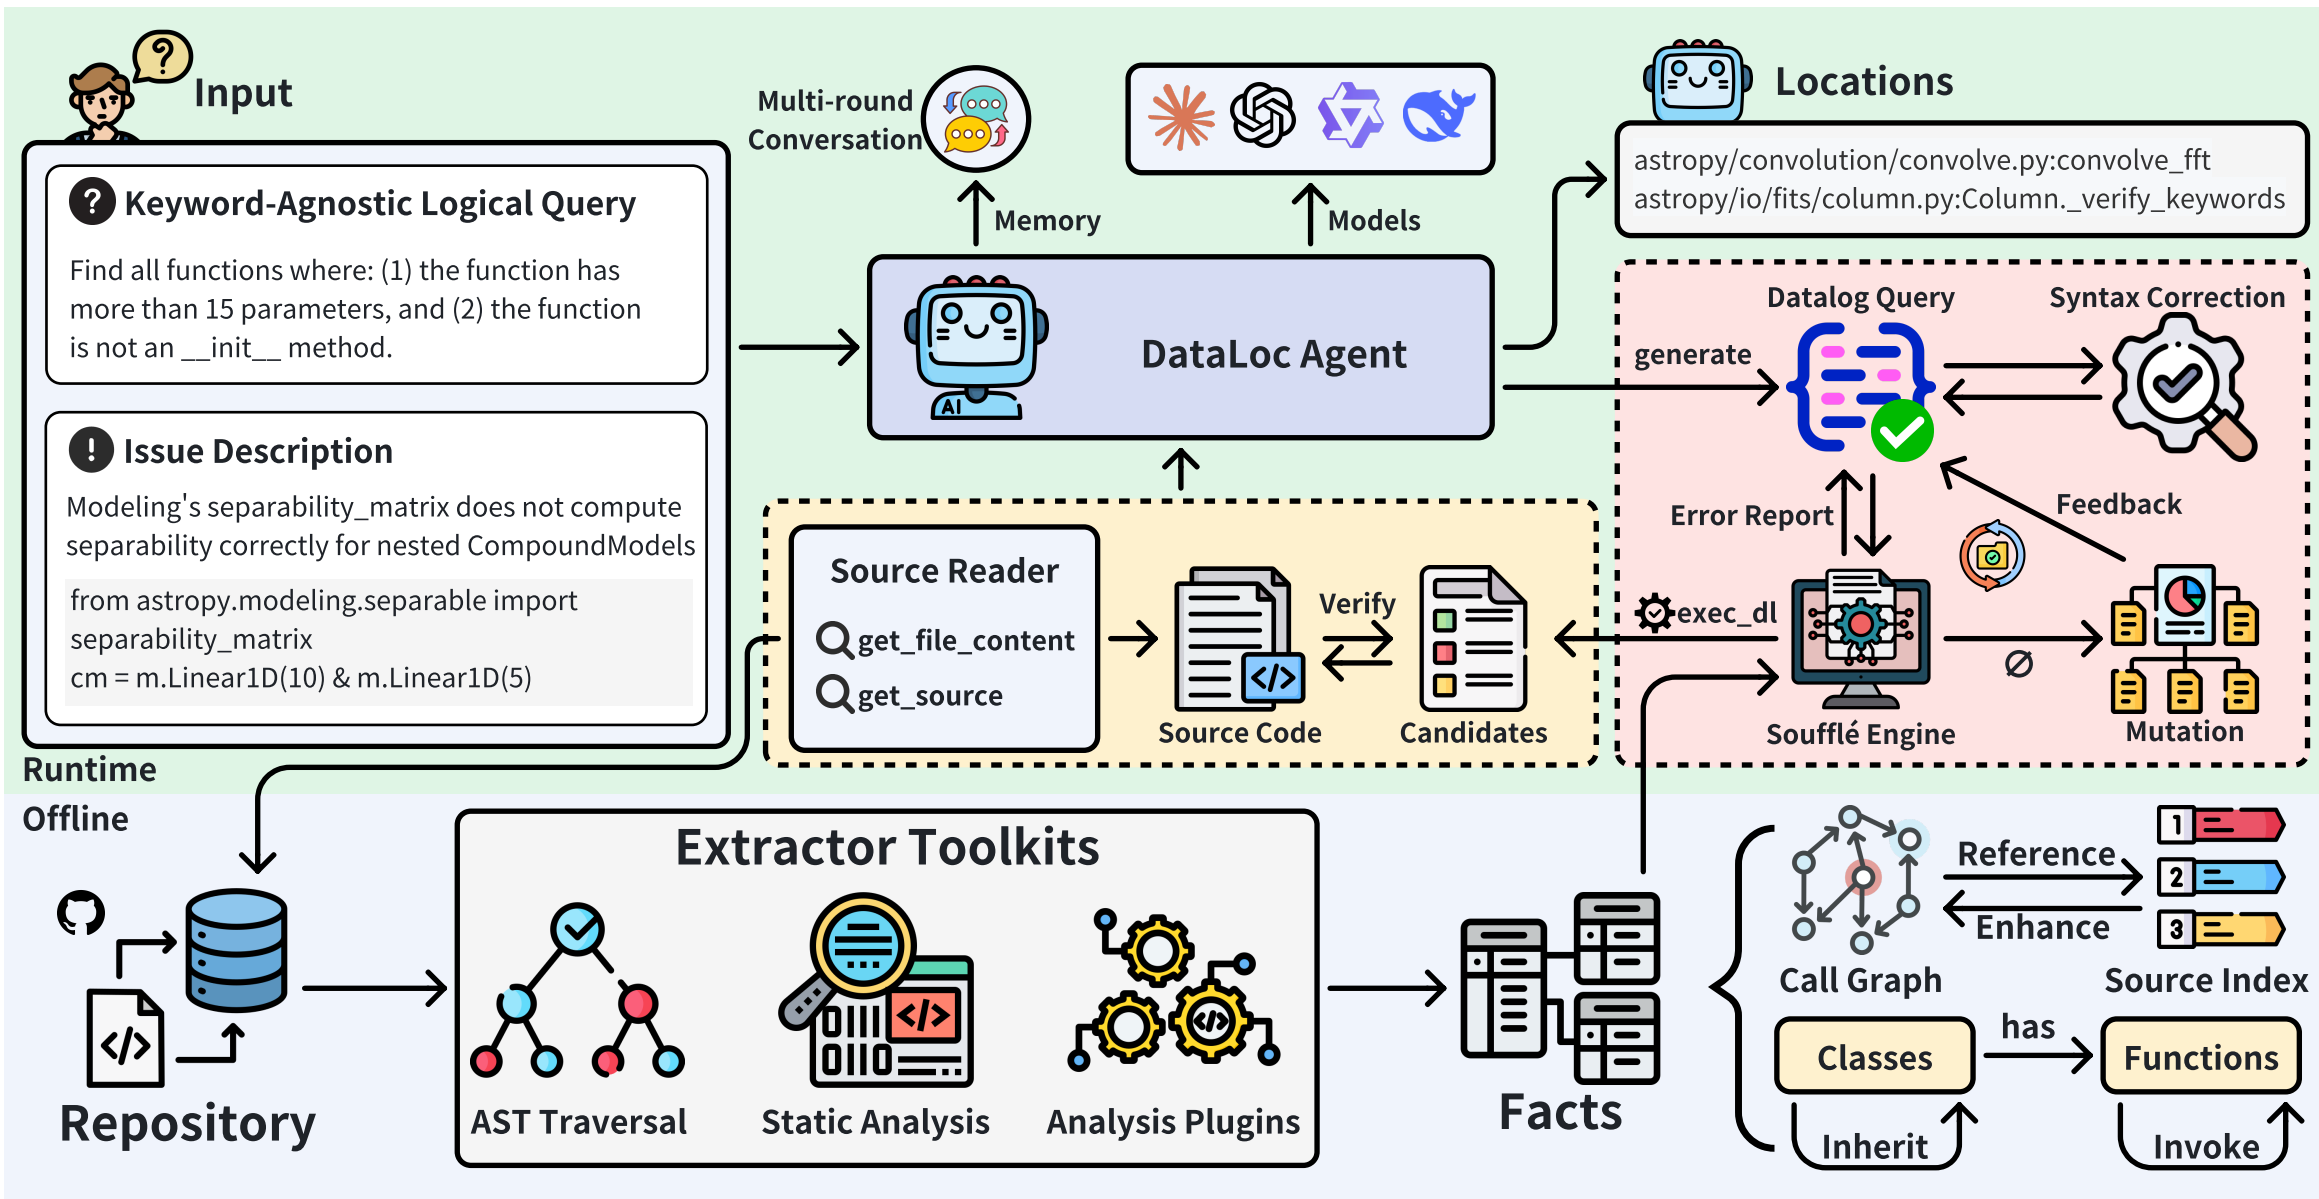 Input
Keyword-Agnostic Logical Query
Find all functions where: (1) the function has
more than 15 parameters, and (2) the function
is not an __init__ method.
Issue Description
Modeling's separability_matrix does not compute
separability correctly for nested CompoundModels
from astropy.modeling.separable import
separability_matrix
cm = m.Linear1D(10) & m.Linear1D(5)
Runtime
Multi-round
Conversation
Memory
Models
AI
DataLoc Agent
Locations
astropy/convolution/convolve.py:convolve_fft
astropy/io/fits/column.py:Column._verify_keywords
generate
Datalog Query
Syntax Correction
Error Report
Feedback
exec_dl
∅
Soufflé Engine
Mutation
Source Reader
get_file_content
get_source
</>
Source Code
Verify
Candidates
Offline
</>
Repository
Extractor Toolkits
AST Traversal
</>
Static Analysis
</>
Analysis Plugins
Facts
Call Graph
Reference
Enhance
1
2
3
Source Index
Classes
has
Functions
Inherit
Invoke